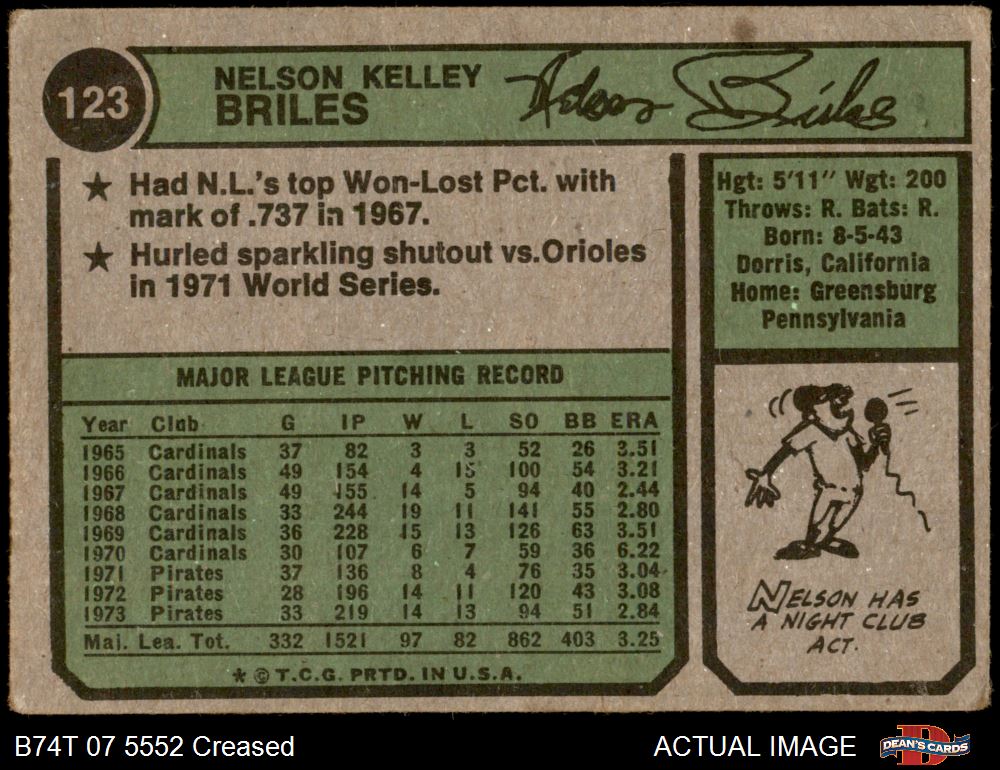 123
NELSON KELLEY
BRILES
Nelson Briles
★ Had N.L.'s top Won-Lost Pct. with
mark of .737 in 1967.
★ Hurled sparkling shutout vs.Orioles
in 1971 World Series.
Hgt: 5'11" Wgt: 200
Throws: R. Bats: R.
Born: 8-5-43
Dorris, California
Home: Greensburg
Pennsylvania
MAJOR LEAGUE PITCHING RECORD
Year Club G IP W L SO BB ERA
1965 Cardinals 37 82 3 3 52 26 3.51
1966 Cardinals 49 154 4 15 100 54 3.21
1967 Cardinals 49 155 14 5 94 40 2.44
1968 Cardinals 33 244 19 11 141 55 2.80
1969 Cardinals 36 228 15 13 126 63 3.51
1970 Cardinals 30 107 6 7 59 36 6.22
1971 Pirates 37 136 8 4 76 35 3.04
1972 Pirates 28 196 14 11 120 43 3.08
1973 Pirates 33 219 14 13 94 51 2.84
Maj. Lea. Tot. 332 1521 97 82 862 403 3.25
* © T.C.G. PRTD. IN U.S.A.
NELSON HAS
A NIGHT CLUB
ACT.
B74T 07 5552 Creased
ACTUAL IMAGE
D
DEAN'S CARDS